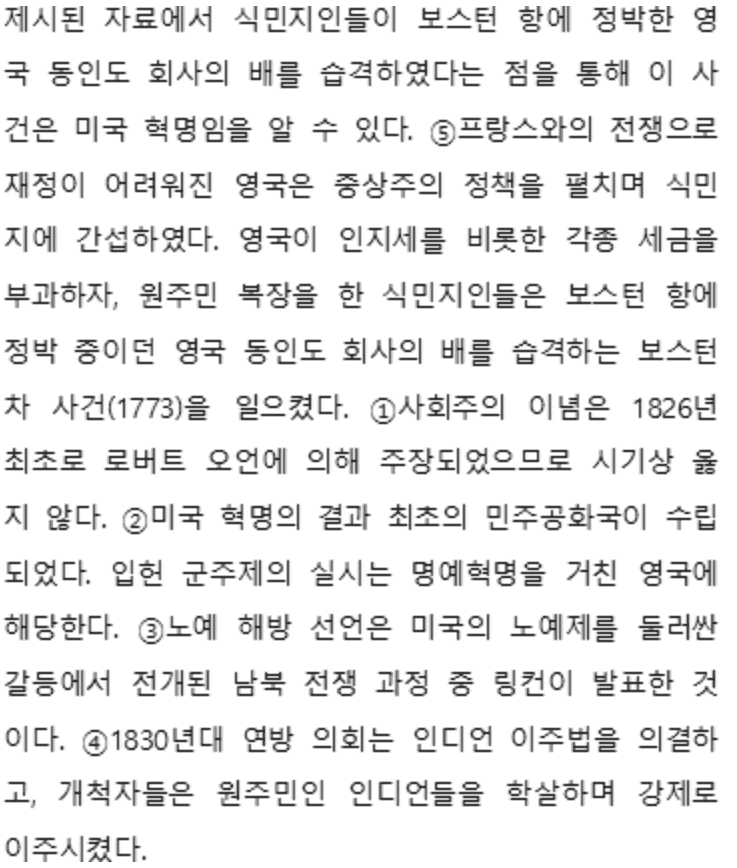 제시된 자료에서 식민지인들이 보스턴 항에 정박한 영
국 동인도 회사의 배를 습격하였다는 점을 통해 이 사
건은 미국 혁명임을 알 수 있다. ⑤프랑스와의 전쟁으로
재정이 어려워진 영국은 중상주의 정책을 펼치며 식민
지에 간섭하였다. 영국이 인지세를 비롯한 각종 세금을
부과하자, 원주민 복장을 한 식민지인들은 보스턴 항에
정박 중이던 영국 동인도 회사의 배를 습격하는 보스턴
차 사건(1773)을 일으켰다. ①사회주의 이념은 1826년
최초로 로버트 오언에 의해 주장되었으므로 시기상 옳
지 않다. ②미국 혁명의 결과 최초의 민주공화국이 수립
되었다. 입헌 군주제의 실시는 명예혁명을 거친 영국에
해당한다. ③노예 해방 선언은 미국의 노예제를 둘러싼
갈등에서 전개된 남북 전쟁 과정 중 링컨이 발표한 것
이다. ④1830년대 연방 의회는 인디언 이주법을 의결하
고, 개척자들은 원주민인 인디언들을 학살하며 강제로
이주시켰다.